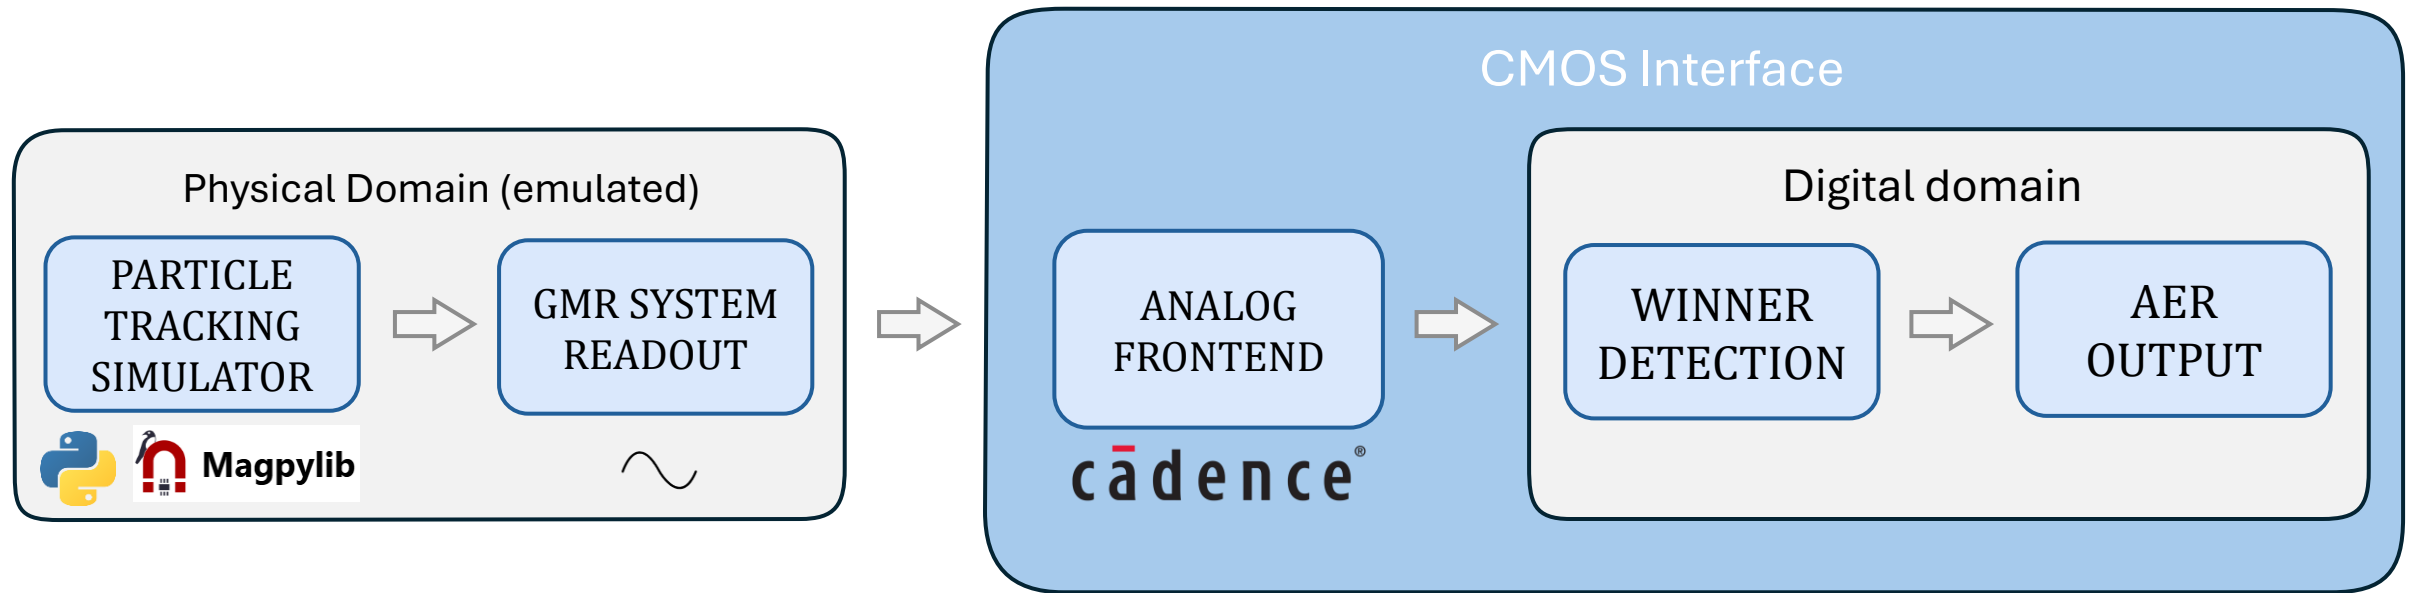 CMOS Interface
Physical Domain (emulated)
Digital domain
PARTICLE
TRACKING
SIMULATOR
GMR SYSTEM
READOUT
ANALOG
FRONTEND
WINNER
DETECTION
AER
OUTPUT
Magpylib
cādence®